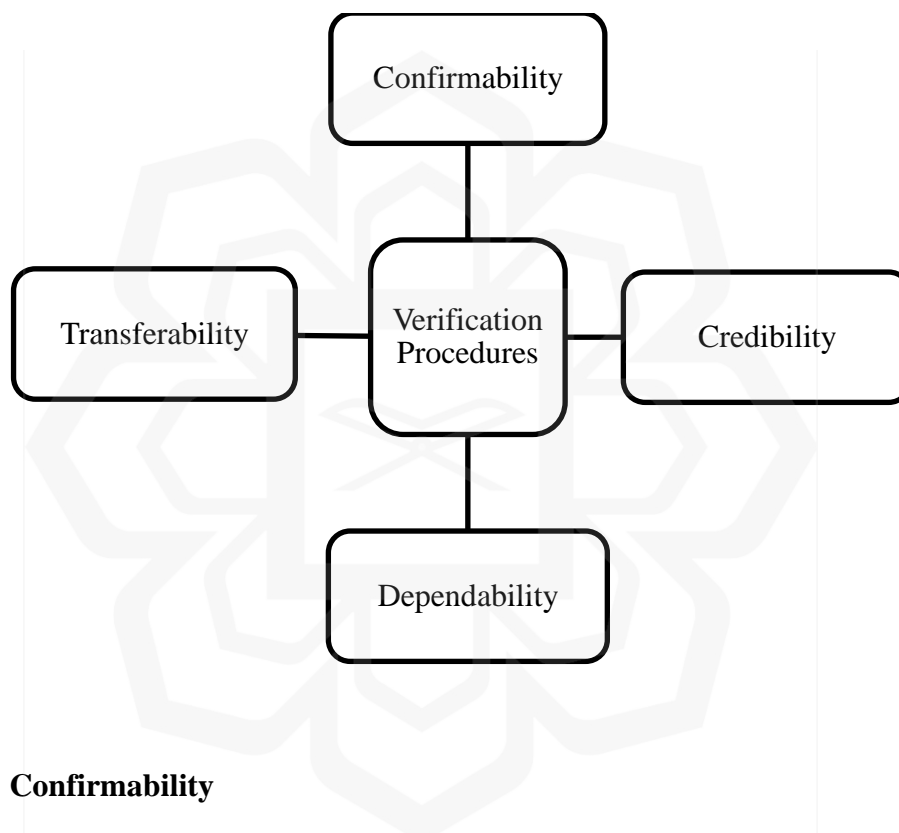 Confirmability
Transferability
Verification
Procedures
Credibility
Dependability
Confirmability